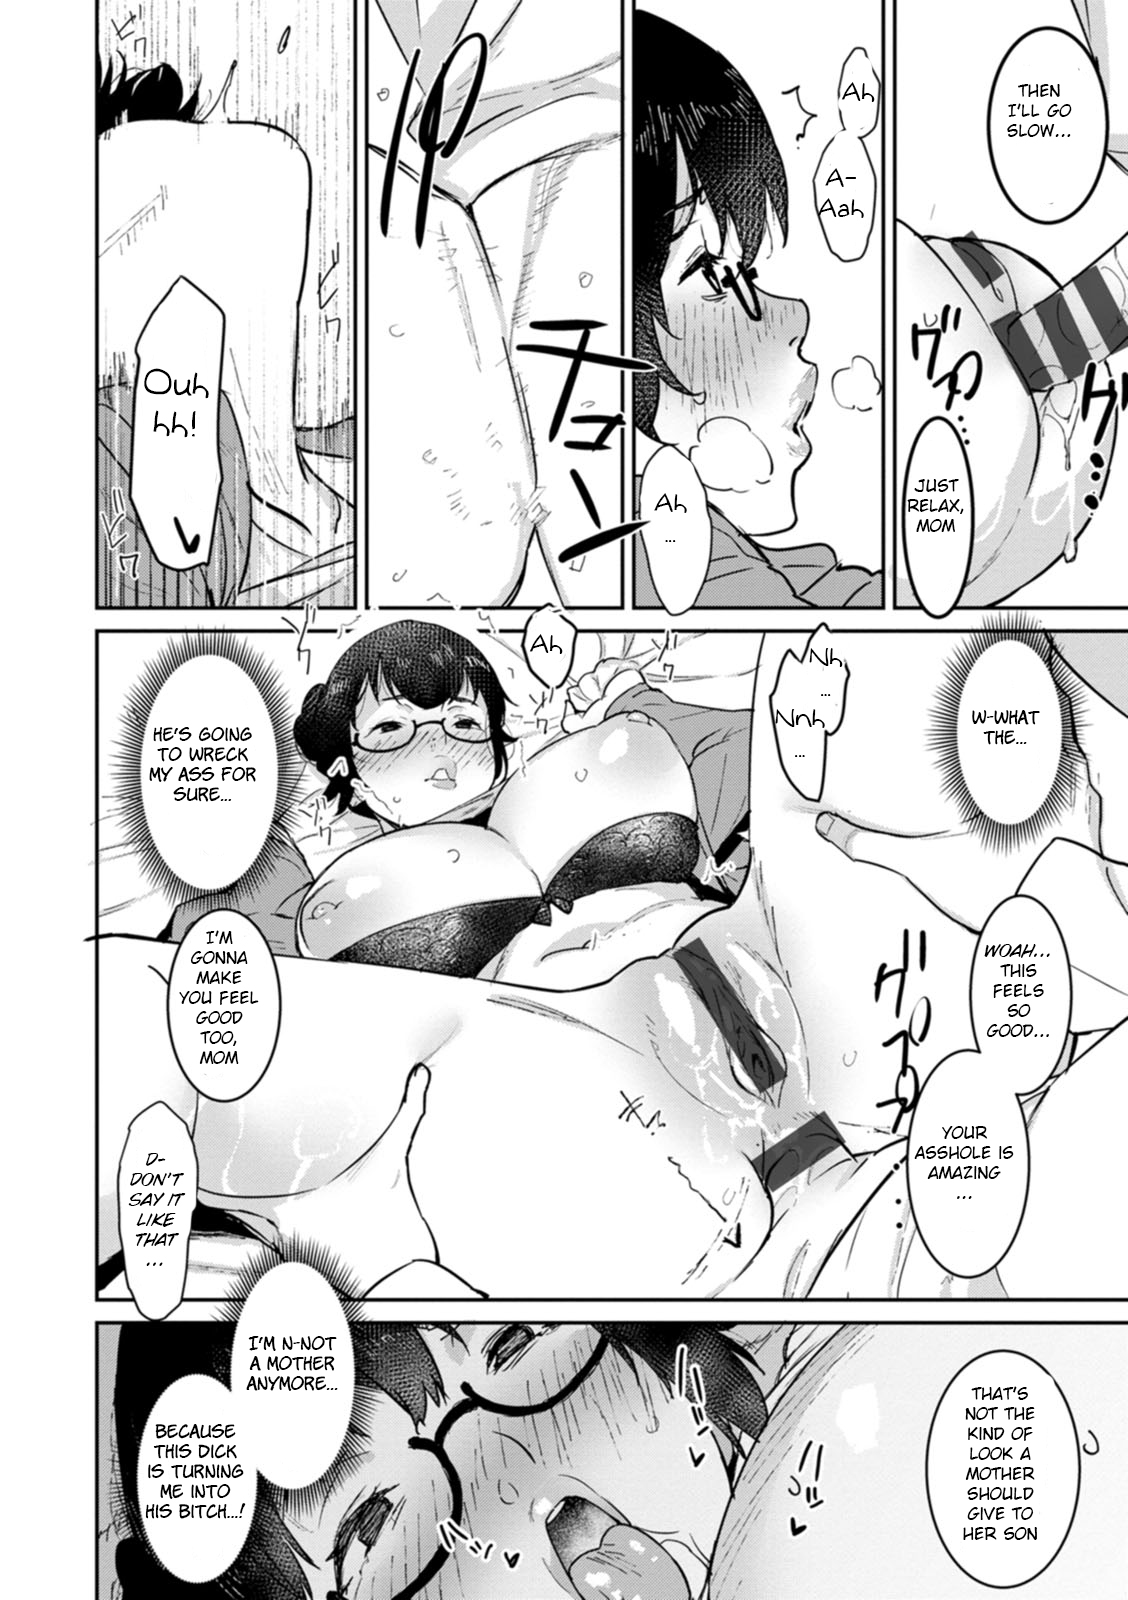 THEN
I'LL GO
SLOW...
JUST
RELAX,
MOM
Ah
A-
Aah
Ah
...
Ouh
hh!
W-WHAT
THE...
Nh
...
Nnh
...
WOAH...
THIS
FEELS
SO
GOOD...
YOUR
ASSHOLE IS
AMAZING
...
Ah
HE'S GOING
TO WRECK
MY ASS FOR
SURE...
I'M
GONNA
MAKE
YOU FEEL
GOOD
TOO,
MOM
D-
DON'T
SAY IT
LIKE
THAT
...
THAT'S
NOT THE
KIND OF
LOOK A
MOTHER
SHOULD
GIVE TO
HER SON
I'M N-NOT
A MOTHER
ANYMORE...
BECAUSE
THIS DICK
IS TURNING
ME INTO
HIS BITCH...!